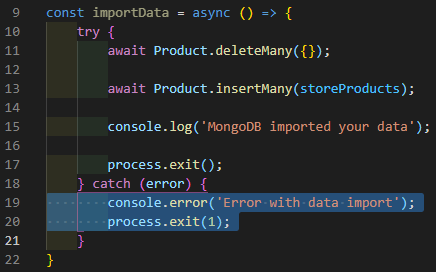 9 const importData = async () => {
10 try {
11 await Product.deleteMany({});
12
13 await Product.insertMany(storeProducts);
14
15 console.log('MongoDB imported your data');
16
17 process.exit();
18 } catch (error) {
19 console.error('Error with data import');
20 process.exit(1);
21 }
22 }